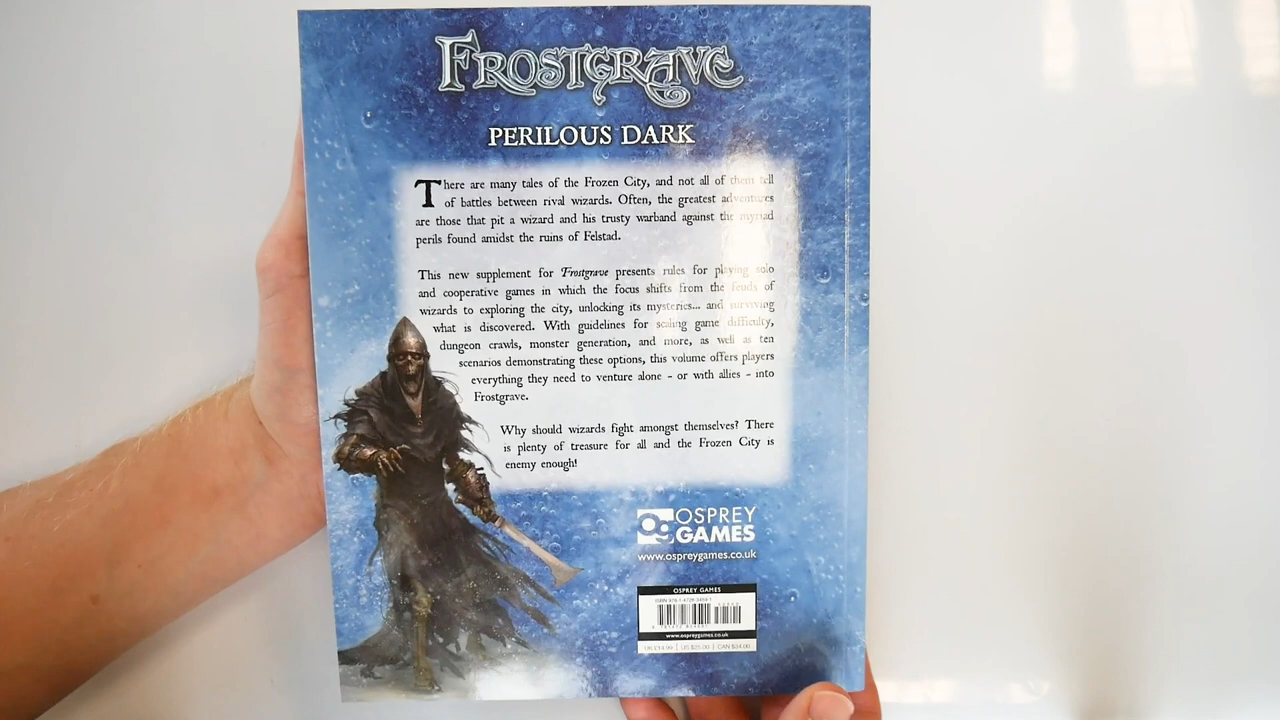 FROSTGRAVE
PERILOUS DARK
There are many tales of the Frozen City, and not all of them tell
of battles between rival wizards. Often, the greatest adventures
are those that pit a wizard and his trusty warband against the myriad
perils found amidst the ruins of Felstad.
This new supplement for Frostgrave presents rules for playing solo
and cooperative games in which the focus shifts from the feuds of
wizards to exploring the city, unlocking its mysteries... and surviving
what is discovered. With guidelines for scaling game difficulty,
dungeon crawls, monster generation, and more, as well as ten
scenarios demonstrating these options, this volume offers players
everything they need to venture alone – or with allies – into
Frostgrave.
Why should wizards fight amongst themselves? There
is plenty of treasure for all and the Frozen City is
enemy enough!
Og OSPREY
GAMES
www.ospreygames.co.uk
OSPREY GAMES
www.ospreygames.co.uk